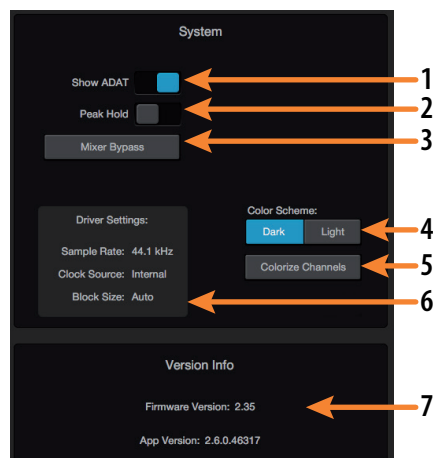 System
Show ADAT
1
Peak Hold
2
Mixer Bypass
3
Driver Settings:
Sample Rate: 44.1 kHz
Clock Source: Internal
Block Size: Auto
Color Scheme:
Dark Light
4
Colorize Channels
5
6
Version Info
Firmware Version: 2.35
7
App Version: 2.6.0.46317